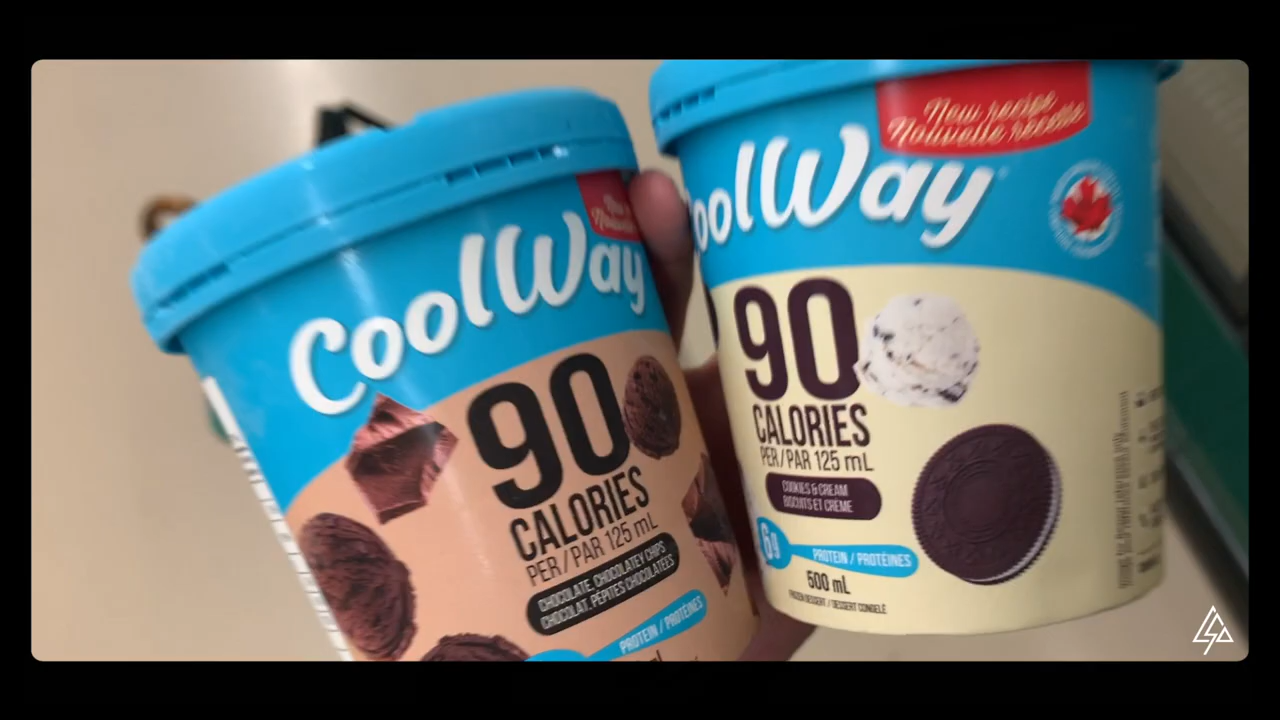 CoolWay
90
CALORIES
PER/PAR 125 mL
CHOCOLATE, CHOCOLATEY CHIPS
CHOCOLAT, PÉPITES CHOCOLATÉES
PROTEIN / PROTÉINES
New recipe
Nouvelle recette
CoolWay
90
CALORIES
PER/PAR 125 mL
COOKIES & CREAM
BISCUITS ET CRÈME
6g
PROTEIN / PROTÉINES
500 mL
FROZEN DESSERT / DESSERT CONGELÉ